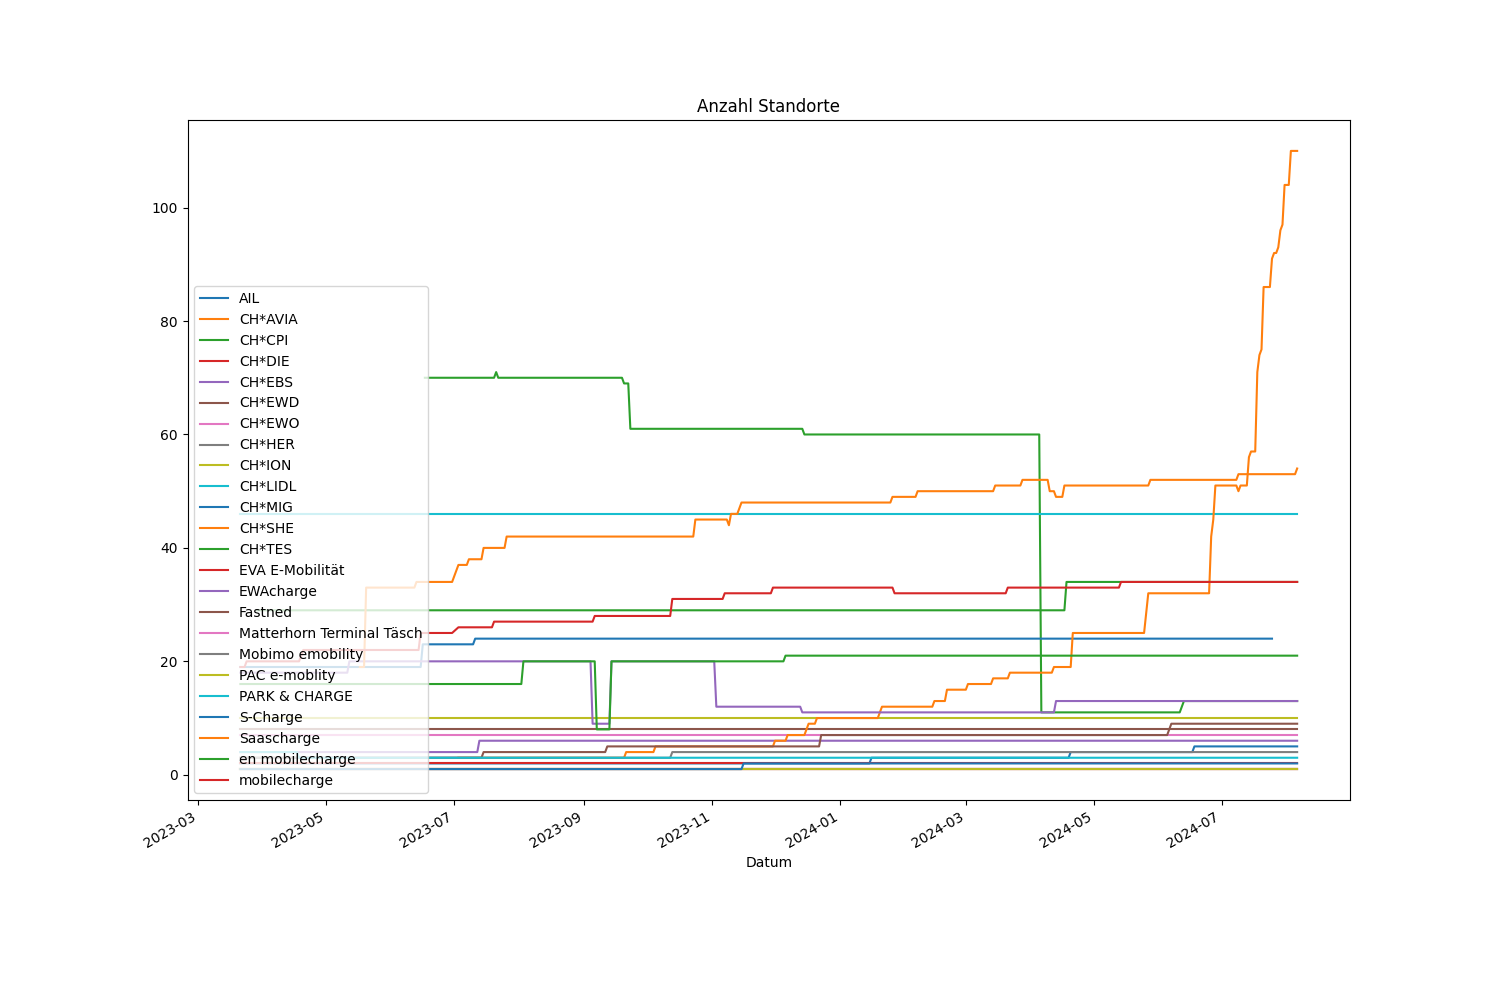 Anzahl Standorte
100
80
60
40
20
0
AIL
CH*AVIA
CH*CPI
CH*DIE
CH*EBS
CH*EWD
CH*EWO
CH*HER
CH*ION
CH*LIDL
CH*MIG
CH*SHE
CH*TES
EVA E-Mobilität
EWAcharge
Fastned
Matterhorn Terminal Täsch
Mobimo emobility
PAC e-moblity
PARK & CHARGE
S-Charge
Saascharge
en mobilecharge
mobilecharge
2023-03
2023-05
2023-07
2023-09
2023-11
2024-01
2024-03
2024-05
2024-07
Datum